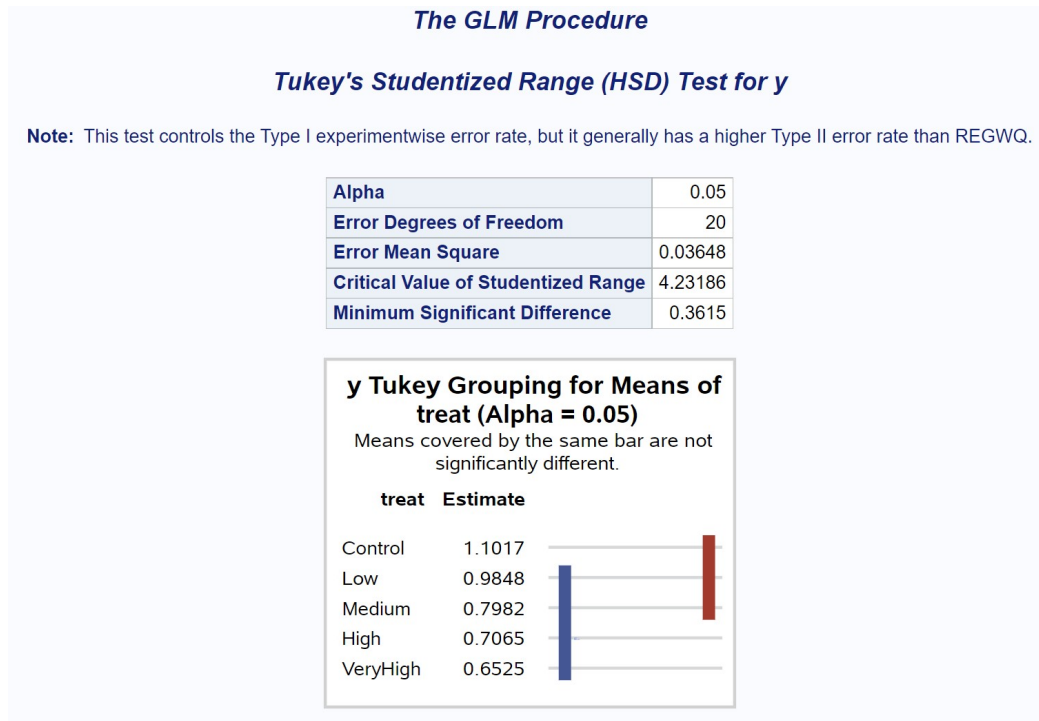 The GLM Procedure
Tukey's Studentized Range (HSD) Test for y
Note: This test controls the Type I experimentwise error rate, but it generally has a higher Type II error rate than REGWQ.
Alpha 0.05
Error Degrees of Freedom 20
Error Mean Square 0.03648
Critical Value of Studentized Range 4.23186
Minimum Significant Difference 0.3615
y Tukey Grouping for Means of
treat (Alpha = 0.05)
Means covered by the same bar are not
significantly different.
treat Estimate
Control 1.1017
Low 0.9848
Medium 0.7982
High 0.7065
VeryHigh 0.6525